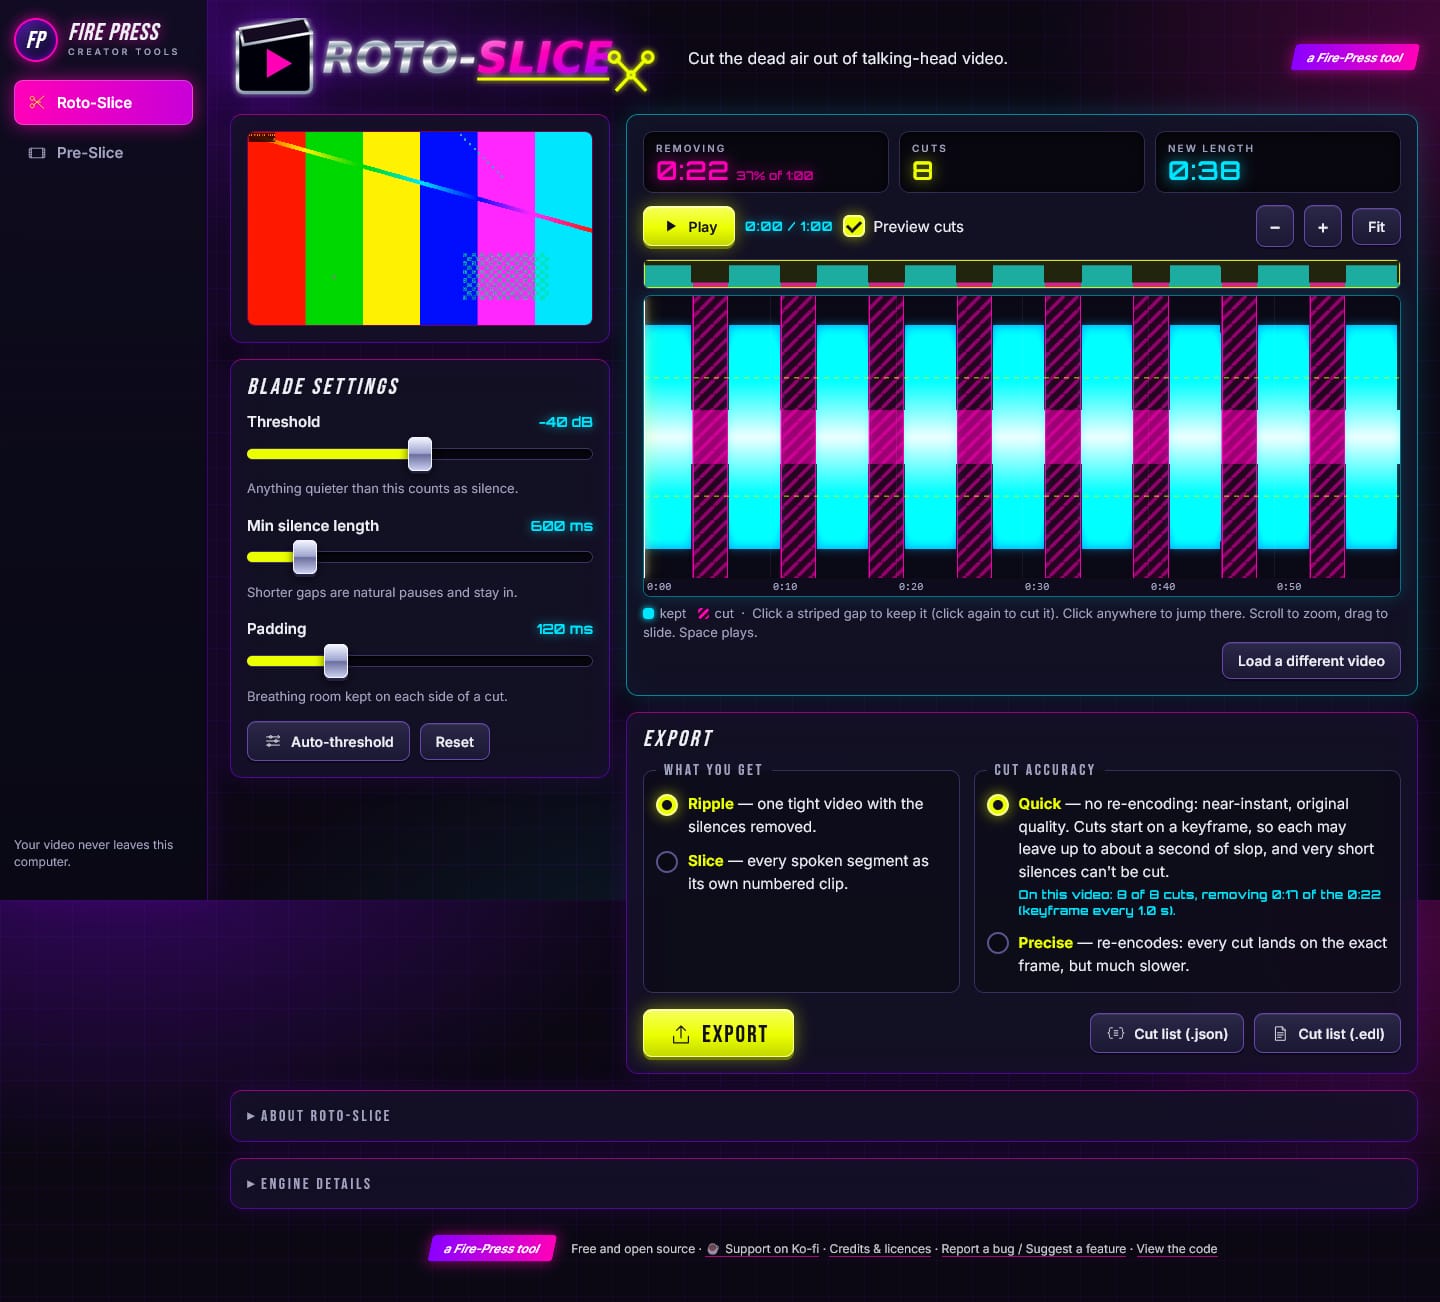 FP
FIRE PRESS
CREATOR TOOLS
Roto-Slice
Pre-Slice
Your video never leaves this
computer.
ROTO-SLICE
Cut the dead air out of talking-head video.
a Fire-Press tool
BLADE SETTINGS
Threshold
-40 dB
Anything quieter than this counts as silence.
Min silence length
600 ms
Shorter gaps are natural pauses and stay in.
Padding
120 ms
Breathing room kept on each side of a cut.
Auto-threshold
Reset
REMOVING
0:22 37% of 1:00
CUTS
8
NEW LENGTH
0:38
Play
0:00 / 1:00
Preview cuts
−
+
Fit
0:00 0:10 0:20 0:30 0:40 0:50
kept cut · Click a striped gap to keep it (click again to cut it). Click anywhere to jump there. Scroll to zoom, drag to
slide. Space plays.
Load a different video
EXPORT
WHAT YOU GET
Ripple — one tight video with the
silences removed.
Slice — every spoken segment as
its own numbered clip.
CUT ACCURACY
Quick — no re-encoding: near-instant, original
quality. Cuts start on a keyframe, so each may
leave up to about a second of slop, and very short
silences can't be cut.
On this video: 8 of 8 cuts, removing 0:17 of the 0:22
(keyframe every 1.0 s).
Precise — re-encodes: every cut lands on the exact
frame, but much slower.
EXPORT
Cut list (.json)
Cut list (.edl)
▸ ABOUT ROTO-SLICE
▸ ENGINE DETAILS
a Fire-Press tool
Free and open source · Support on Ko-fi · Credits & licences · Report a bug / Suggest a feature · View the code